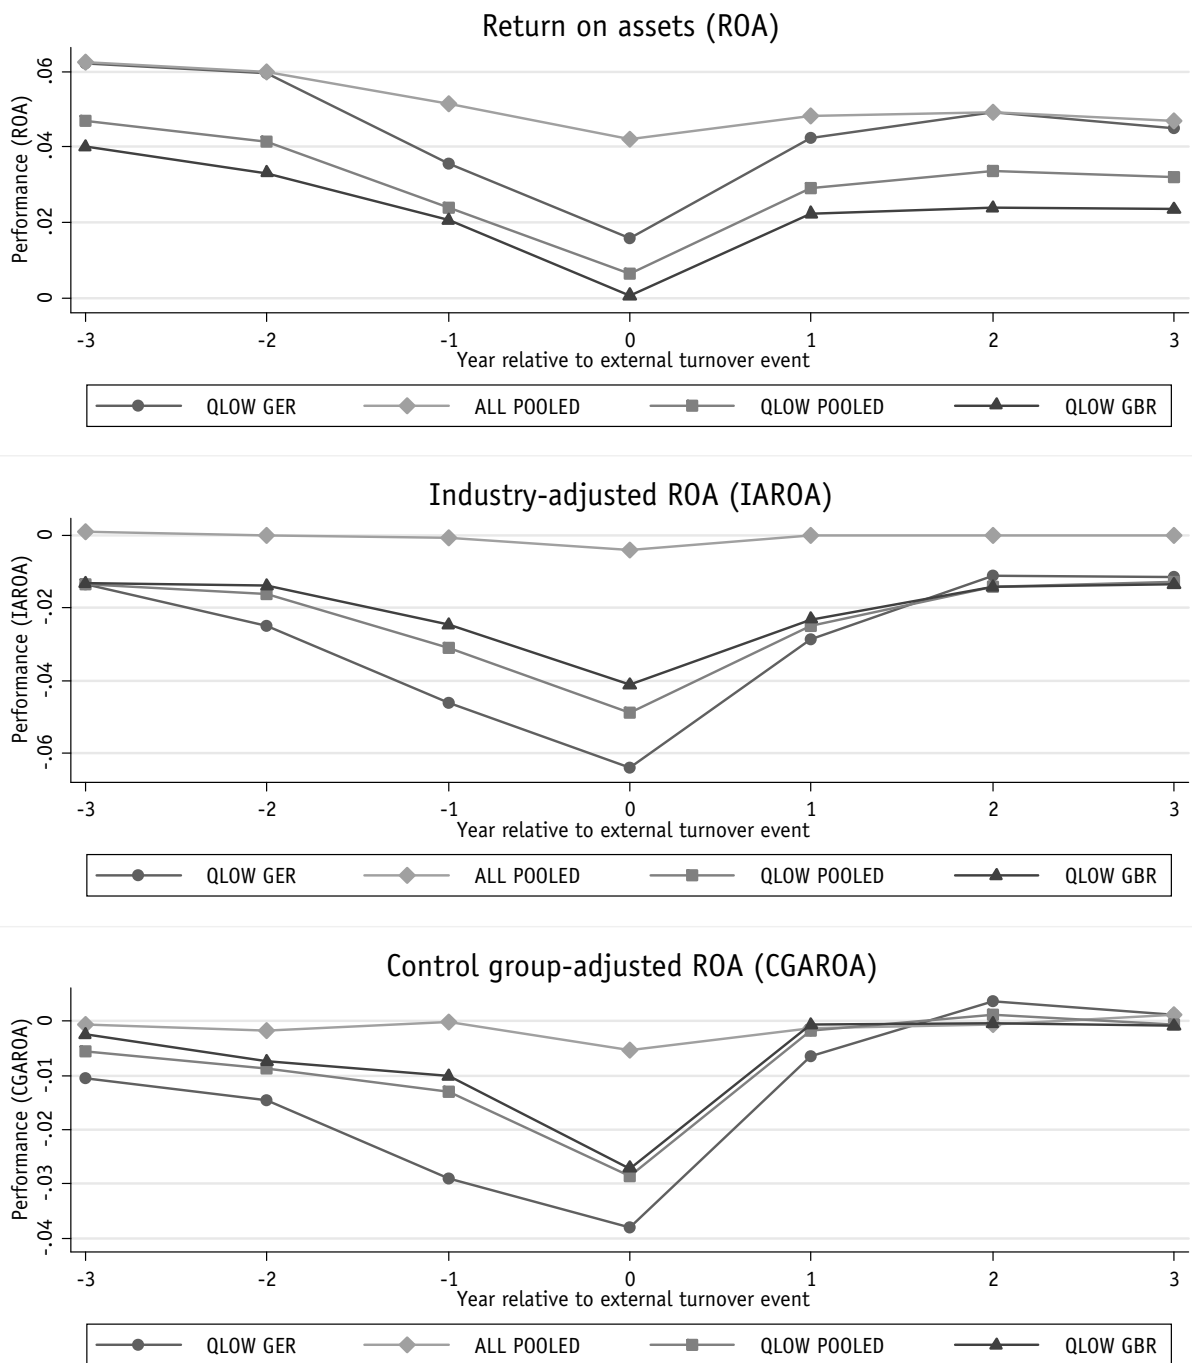 Return on assets (ROA)
Performance (ROA)
.06
.04
.02
0
-3 -2 -1 0 1 2 3
Year relative to external turnover event
QLOW GER ALL POOLED QLOW POOLED QLOW GBR
Industry-adjusted ROA (IAROA)
Performance (IAROA)
0
-.02
-.04
-.06
-3 -2 -1 0 1 2 3
Year relative to external turnover event
QLOW GER ALL POOLED QLOW POOLED QLOW GBR
Control group-adjusted ROA (CGAROA)
Performance (CGAROA)
0
-.01
-.02
-.03
-.04
-3 -2 -1 0 1 2 3
Year relative to external turnover event
QLOW GER ALL POOLED QLOW POOLED QLOW GBR